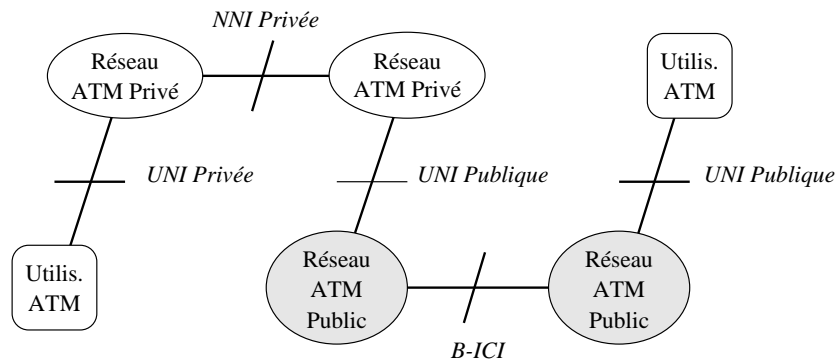 NNI Privée
Réseau
ATM Privé
Réseau
ATM Privé
Utilis.
ATM
UNI Privée
UNI Publique
UNI Publique
Utilis.
ATM
Réseau
ATM
Public
Réseau
ATM
Public
B-ICI